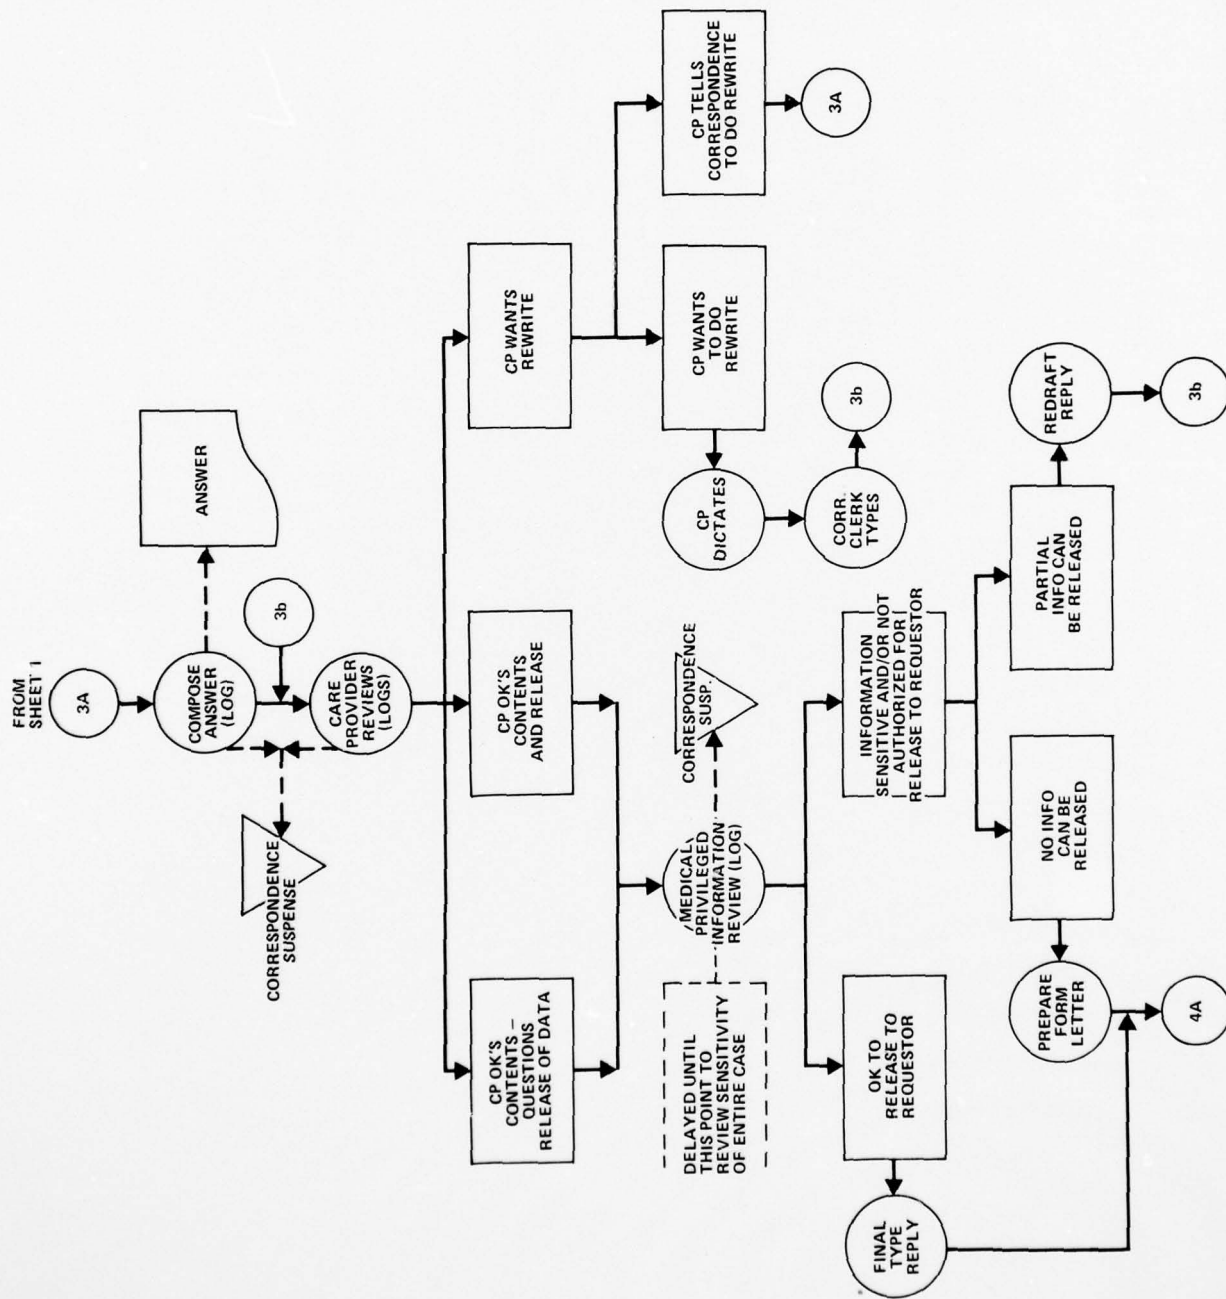 FROM
SHEET 1
3A
COMPOSE
ANSWER
(LOG)
ANSWER
3b
CARE
PROVIDER
REVIEWS
(LOGS)
CORRESPONDENCE
SUSPENSE
CP OK'S
CONTENTS –
QUESTIONS
RELEASE OF DATA
CP OK'S
CONTENTS
AND RELEASE
CP WANTS
REWRITE
DELAYED UNTIL
THIS POINT TO
REVIEW SENSITIVITY
OF ENTIRE CASE
MEDICAL
PRIVILEGED
INFORMATION
REVIEW (LOG)
CORRESPONDENCE
SUSP.
CP DICTATES
CP WANTS
TO DO
REWRITE
CP TELLS
CORRESPONDENCE
TO DO REWRITE
3A
CORR.
CLERK
TYPES
3b
FINAL
TYPE
REPLY
OK TO
RELEASE TO
REQUESTOR
INFORMATION
SENSITIVE AND/OR NOT
AUTHORIZED FOR
RELEASE TO REQUESTOR
PREPARE
FORM
LETTER
NO INFO
CAN BE
RELEASED
PARTIAL
INFO CAN
BE RELEASED
REDRAFT
REPLY
4A
3b